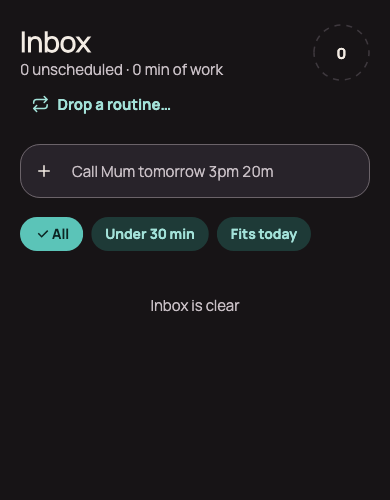 Inbox
0 unscheduled · 0 min of work
0
Drop a routine...
Call Mum tomorrow 3pm 20m
All
Under 30 min
Fits today
Inbox is clear